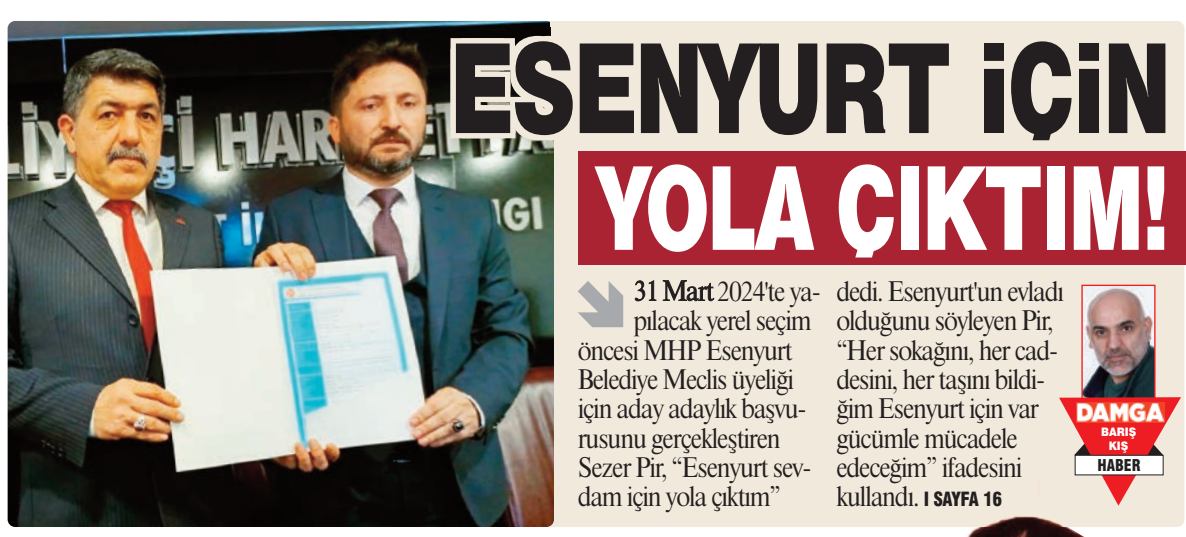 ESENYURT İÇİN
YOLA ÇIKTIM!
31 Mart 2024'te ya-
pılacak yerel seçim
öncesi MHP Esenyurt
Belediye Meclis üyeliği
için aday adaylık başvu-
rusunu gerçekleştiren
Sezer Pir, “Esenyurt sev-
dam için yola çıktım”
dedi. Esenyurt'un evladı
olduğunu söyleyen Pir,
“Her sokağını, her cad-
desini, her taşını bildi-
ğim Esenyurt için var
gücümle mücadele
edeceğim” ifadesini
kullandı. I SAYFA 16
DAMGA
BARIŞ
KIŞ
HABER